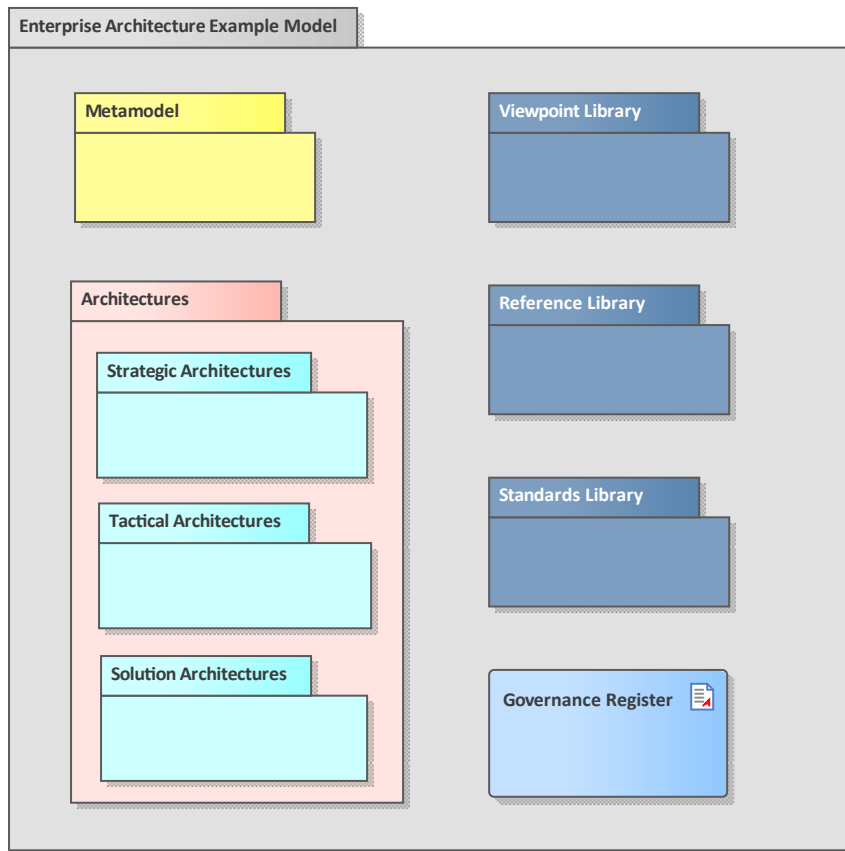 Enterprise Architecture Example Model
Metamodel
Viewpoint Library
Architectures
Reference Library
Strategic Architectures
Standards Library
Tactical Architectures
Solution Architectures
Governance Register